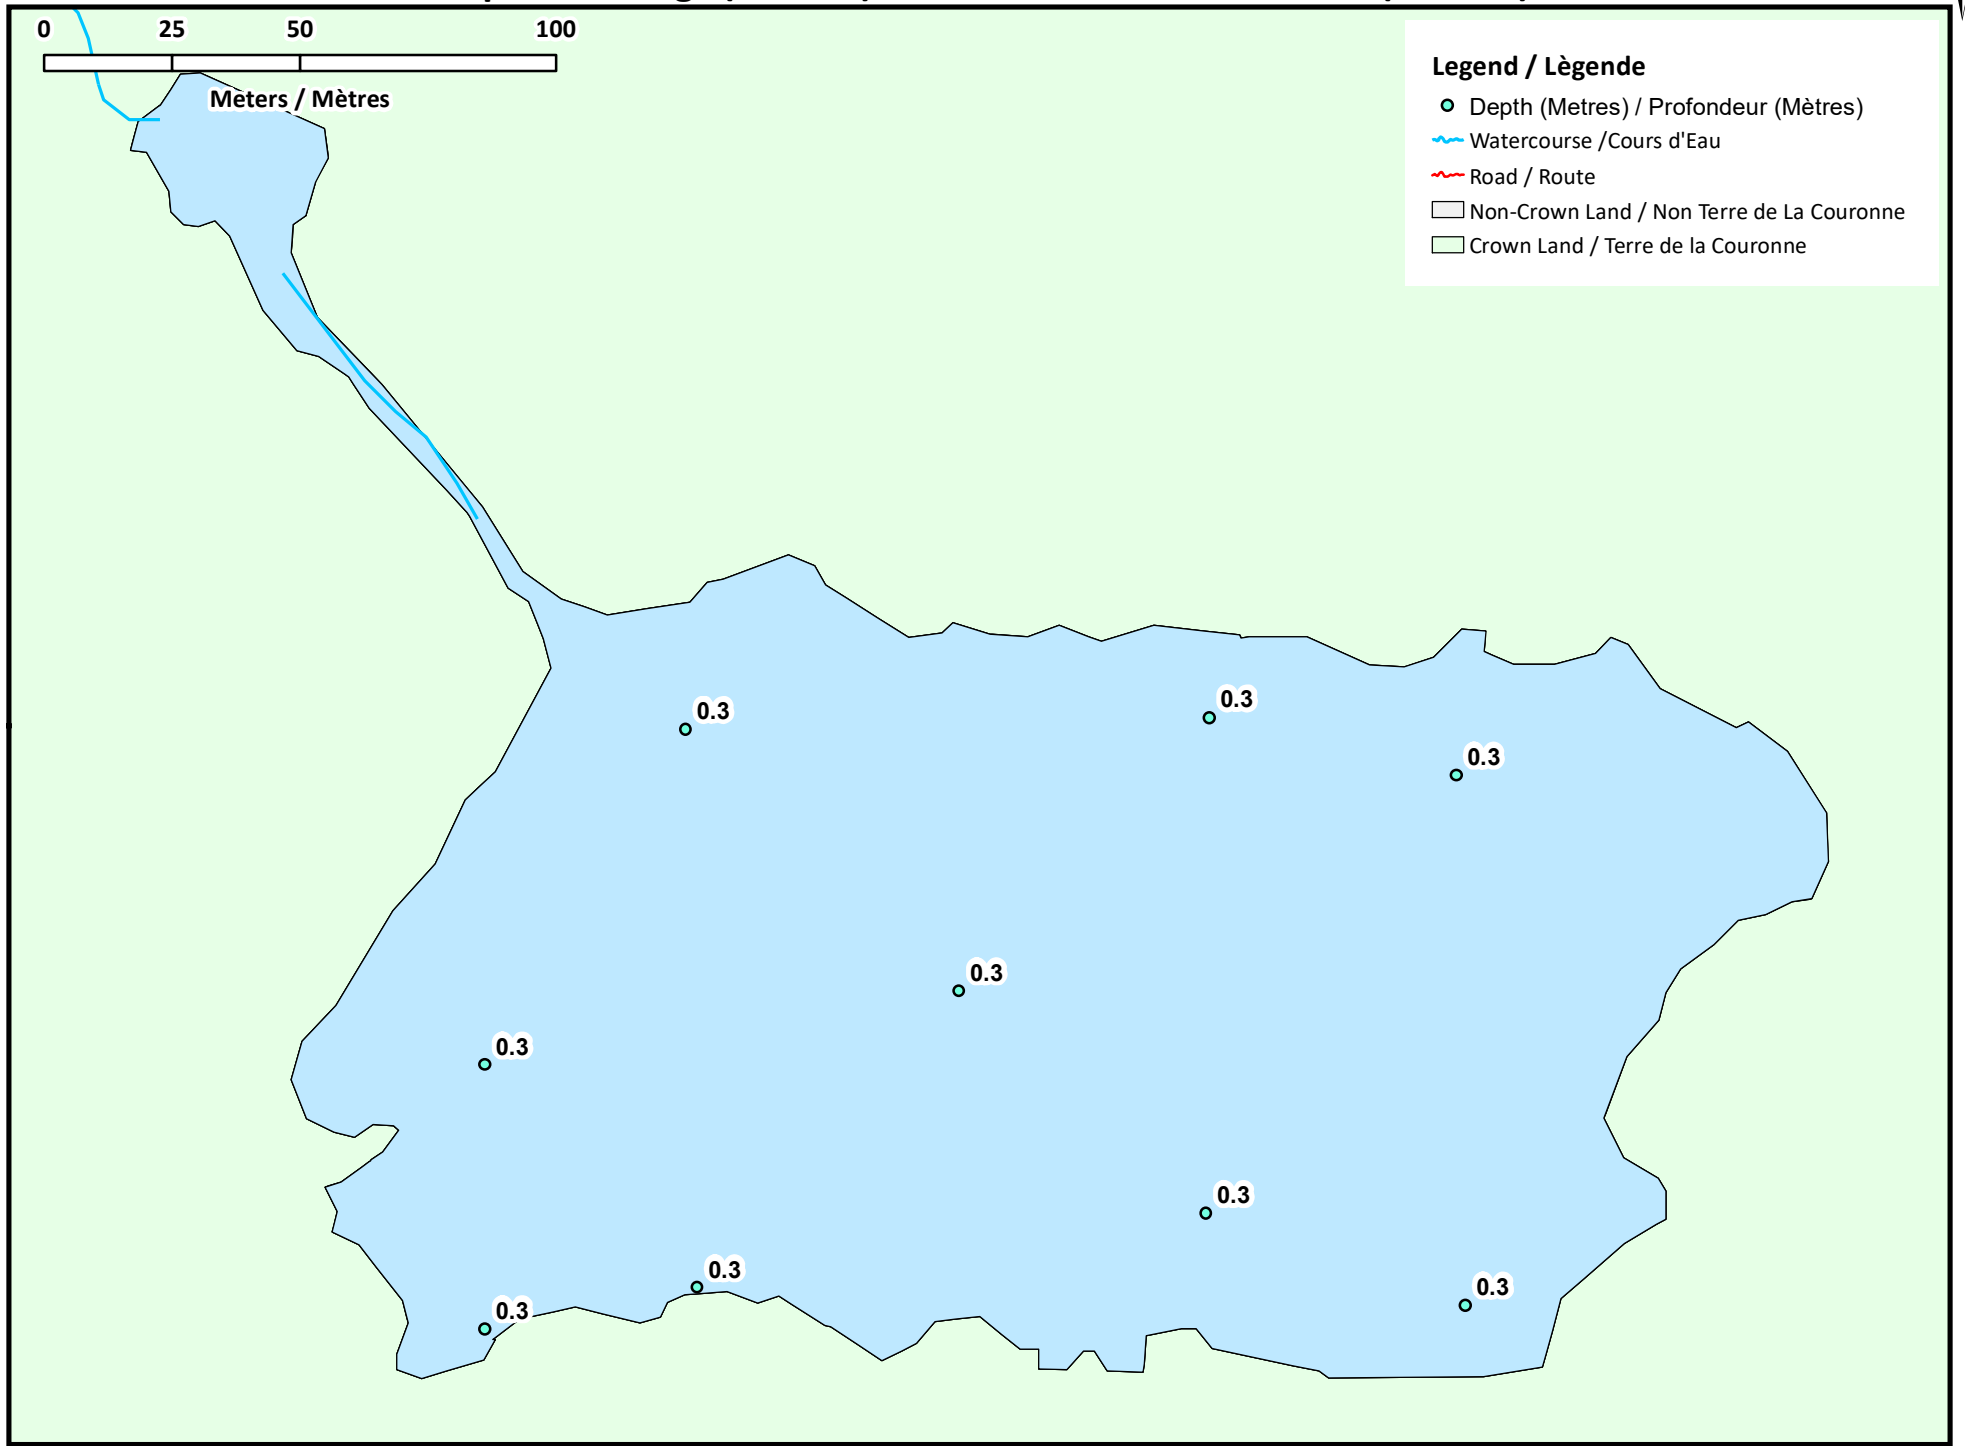 0 25 50 100
Meters / Mètres
Legend / Lègende
Depth (Metres) / Profondeur (Mètres)
Watercourse /Cours d'Eau
Road / Route
Non-Crown Land / Non Terre de La Couronne
Crown Land / Terre de la Couronne
0.3
0.3
0.3
0.3
0.3
0.3
0.3
0.3
0.3